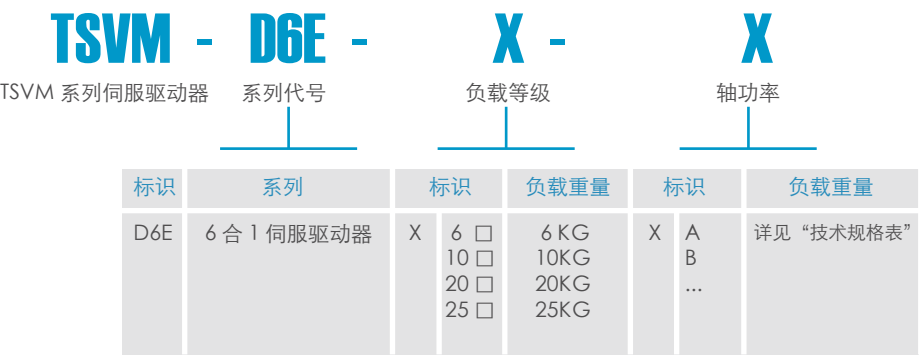 TSVM - D6E - X - X
TSVM 系列伺服驱动器 系列代号 负载等级 轴功率
标识 系列 标识 负载重量 标识 负载重量
D6E 6 合 1 伺服驱动器 X 6 □ 6 KG X A 详见“技术规格表”
10 □ 10KG B
20 □ 20KG ...
25 □ 25KG